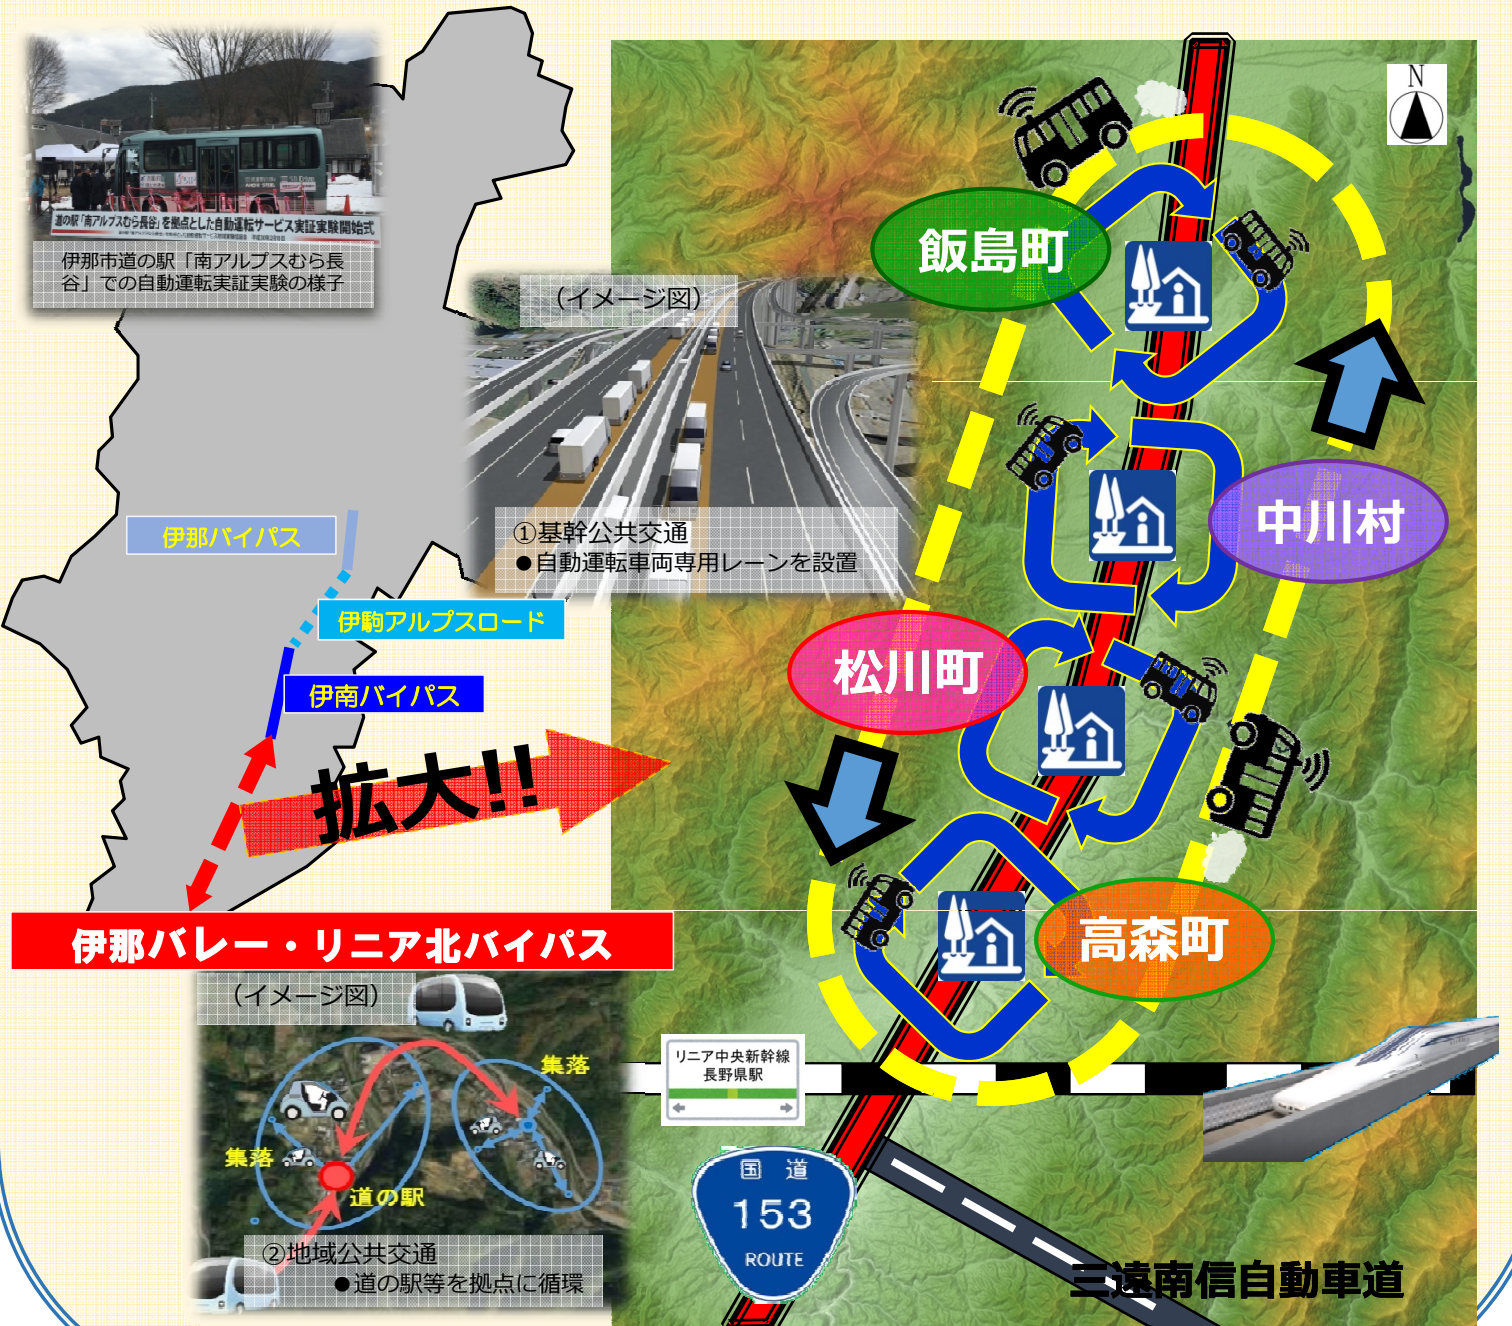 道の駅「南アルプスむら長谷」を拠点とした自動運転サービス実証実験開始式
伊那市道の駅「南アルプスむら長
谷」での自動運転実証実験の様子
(イメージ図)
①基幹公共交通
●自動運転車両専用レーンを設置
伊那バイパス
伊駒アルプスロード
伊南バイパス
拡大!!
伊那バレー・リニア北バイパス
(イメージ図)
集落
集落
道の駅
②地域公共交通
●道の駅等を拠点に循環
N
飯島町
中川村
松川町
高森町
リニア中央新幹線
長野県駅
国道
153
ROUTE
三遠南信自動車道